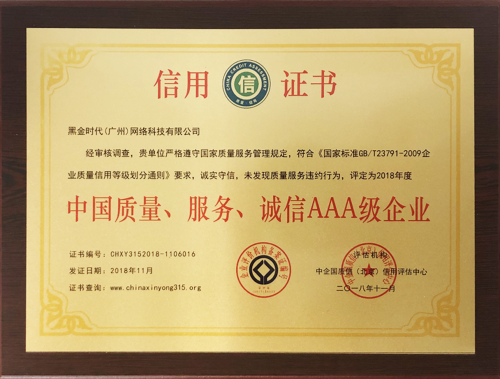 信用
CHINA CREDIT ASSESSMENT
信
证书
黑金时代(广州)网络科技有限公司
经审核调查,贵单位严格遵守国家质量服务管理规定,符合《国家标准GB/T23791-2009企
业质量信用等级划分通则》要求,诚实守信,未发现质量服务违约行为,评定为2018年度
中国质量、服务、诚信AAA级企业
证书编号:CHXY3152018-1106016
发证日期:2018年11月
证书查询:www.chinaxinyong315.org
评估机构
中企国质信(北京)信用评估中心
二〇一八年十一月